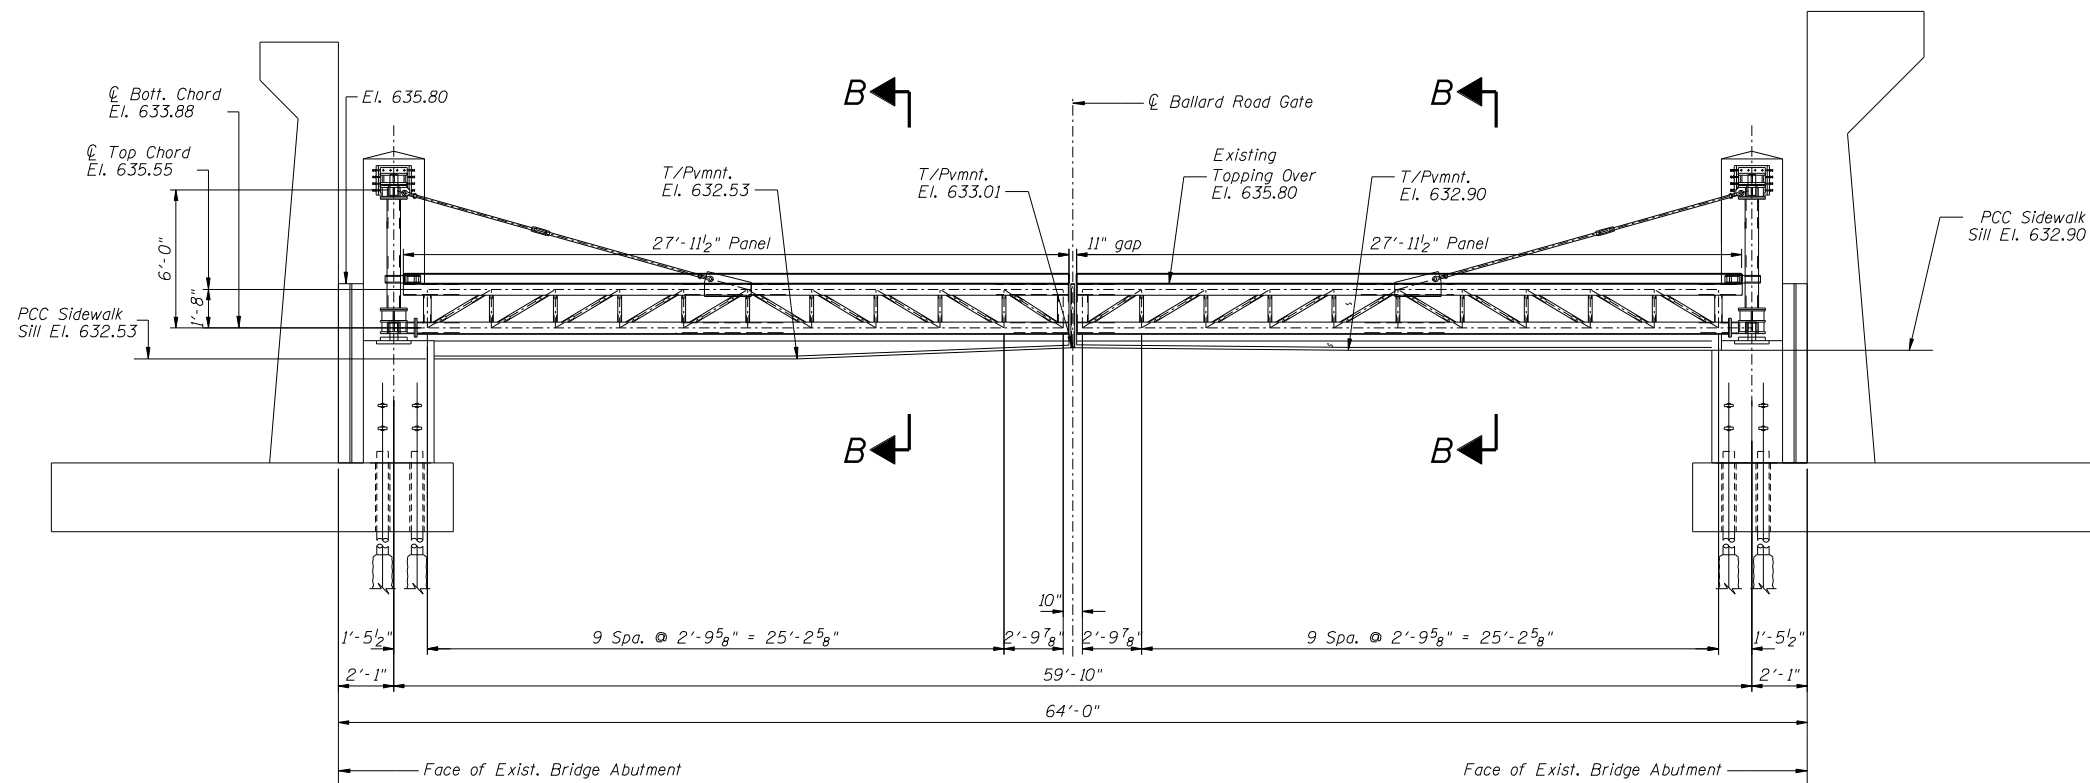 B
B
℄ Bott. Chord
El. 633.88
El. 635.80
℄ Ballard Road Gate
℄ Top Chord
El. 635.55
T/Pvmnt.
El. 632.53
T/Pvmnt.
El. 633.01
Existing
Topping Over
El. 635.80
T/Pvmnt.
El. 632.90
PCC Sidewalk
Sill El. 632.90
6'-0"
27'-11½" Panel
11" gap
27'-11½" Panel
1'-8"
PCC Sidewalk
Sill El. 632.53
s
s
B
B
10"
1'-5½"
9 Spa. @ 2'-9⅝" = 25'-2⅝"
2'-9⅞"
2'-9⅞"
9 Spa. @ 2'-9⅝" = 25'-2⅝"
1'-5½"
2'-1"
59'-10"
2'-1"
64'-0"
Face of Exist. Bridge Abutment
Face of Exist. Bridge Abutment